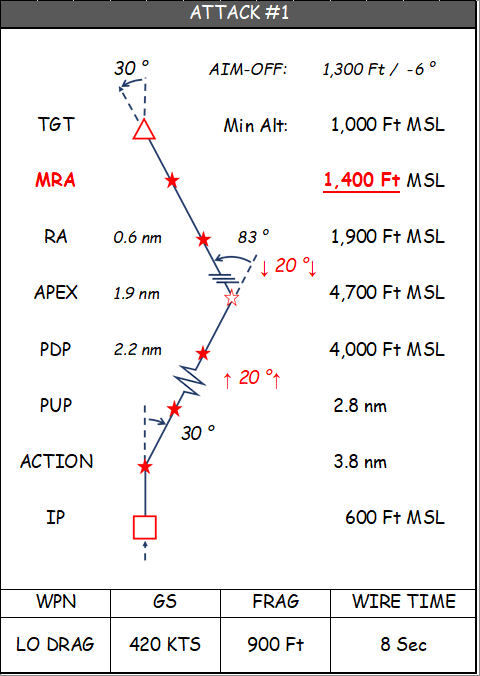 ATTACK #1
30 ° AIM-OFF: 1,300 Ft / -6 °
TGT Min Alt: 1,000 Ft MSL
MRA 1,400 Ft MSL
RA 0.6 nm 83 ° 1,900 Ft MSL
↓ 20 °↓
APEX 1.9 nm 4,700 Ft MSL
PDP 2.2 nm 4,000 Ft MSL
↑ 20 °↑
PUP 2.8 nm
30 °
ACTION 3.8 nm
IP 600 Ft MSL
WPN GS FRAG WIRE TIME
LO DRAG 420 KTS 900 Ft 8 Sec